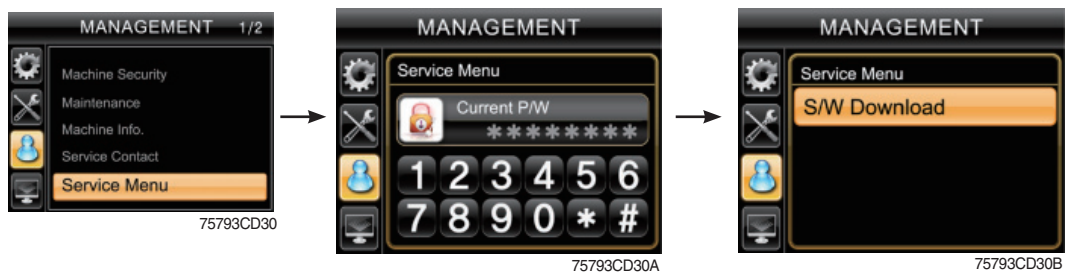 MANAGEMENT 1/2
Machine Security
Maintenance
Machine Info.
Service Contact
Service Menu
75793CD30
MANAGEMENT
Service Menu
Current P/W
********
1 2 3 4 5 6
7 8 9 0 * #
75793CD30A
MANAGEMENT
Service Menu
S/W Download
75793CD30B